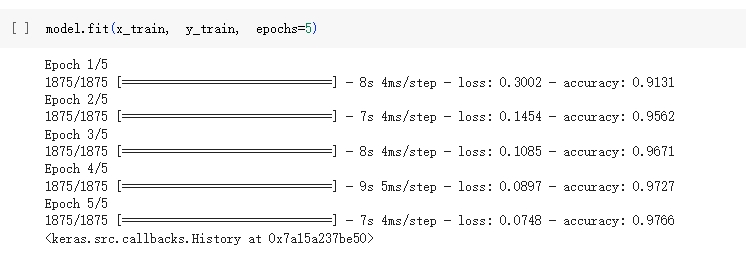 [ ] model.fit(x_train, y_train, epochs=5)
Epoch 1/5
1875/1875 [==============================] - 8s 4ms/step - loss: 0.3002 - accuracy: 0.9131
Epoch 2/5
1875/1875 [==============================] - 7s 4ms/step - loss: 0.1454 - accuracy: 0.9562
Epoch 3/5
1875/1875 [==============================] - 8s 4ms/step - loss: 0.1085 - accuracy: 0.9671
Epoch 4/5
1875/1875 [==============================] - 9s 5ms/step - loss: 0.0897 - accuracy: 0.9727
Epoch 5/5
1875/1875 [==============================] - 7s 4ms/step - loss: 0.0748 - accuracy: 0.9766
<keras.src.callbacks.History at 0x7a15a237be50>